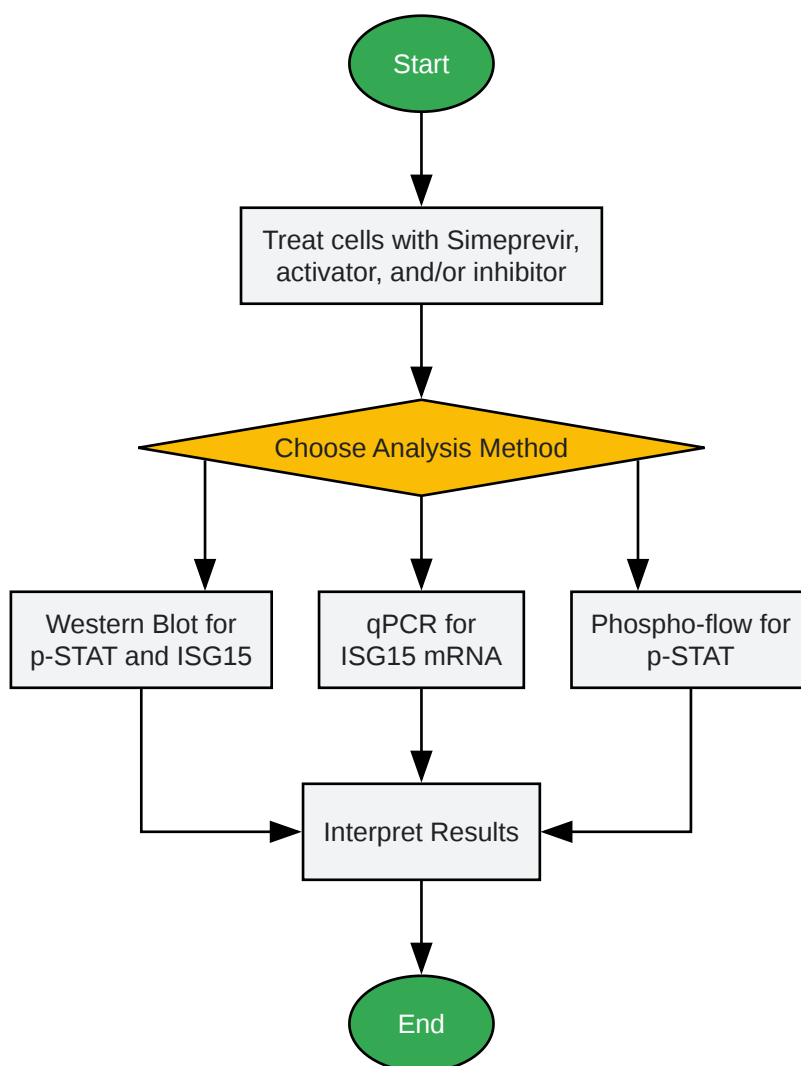 Start
Treat cells with Simeprevir,
activator, and/or inhibitor
Choose Analysis Method
Western Blot for
p-STAT and ISG15
qPCR for
ISG15 mRNA
Phospho-flow for
p-STAT
Interpret Results
End